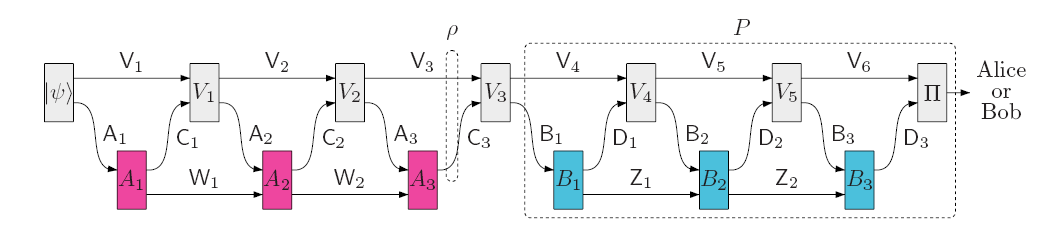 ρ
P
V₁ V₂ V₃ V₄ V₅ V₆
|ψ⟩ V₁ V₂ V₃ V₄ V₅ Π
Alice
or
Bob
A₁ C₁ A₂ C₂ A₃ C₃ B₁ D₁ B₂ D₂ B₃ D₃
A₁ W₁ A₂ W₂ A₃ B₁ Z₁ B₂ Z₂ B₃